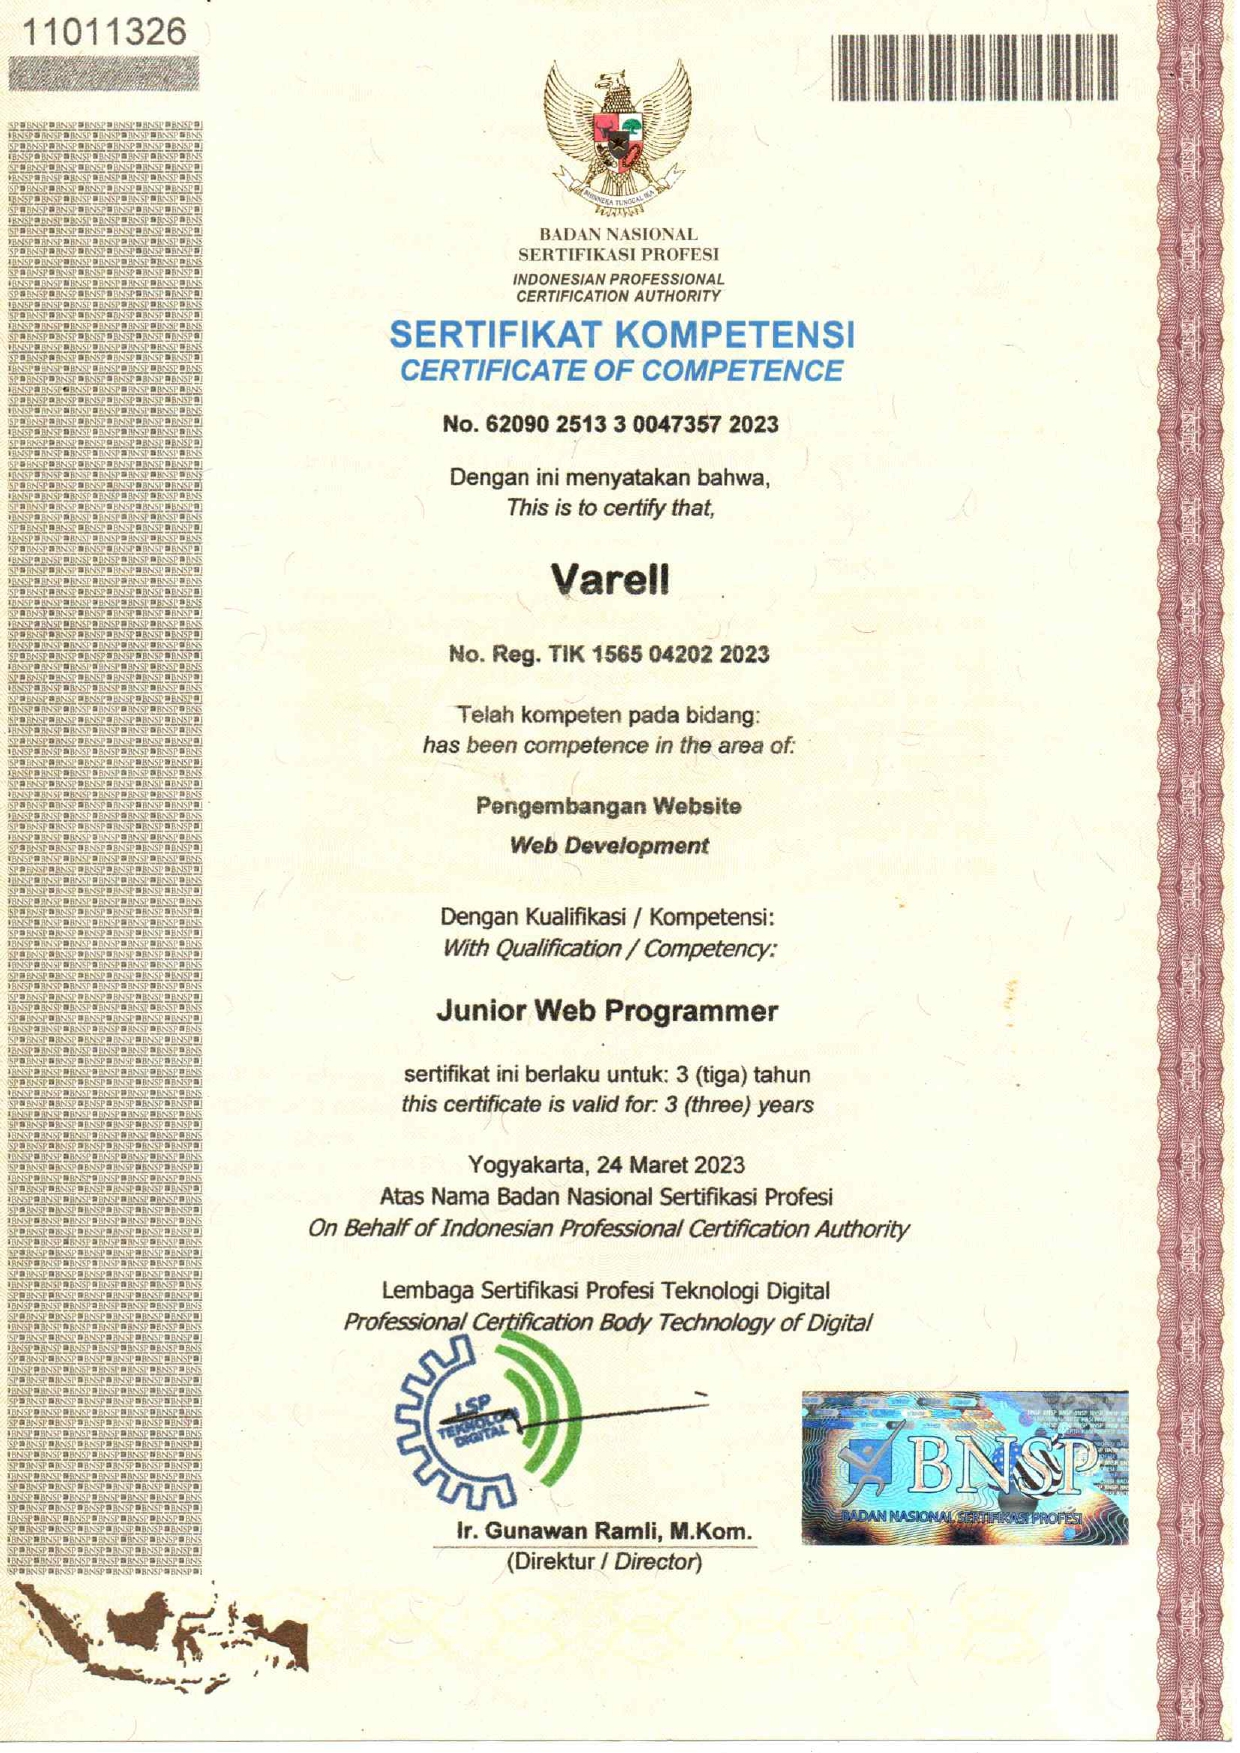 11011326
BHINNEKA TUNGGAL IKA
BADAN NASIONAL
SERTIFIKASI PROFESI
INDONESIAN PROFESSIONAL
CERTIFICATION AUTHORITY
SERTIFIKAT KOMPETENSI
CERTIFICATE OF COMPETENCE
No. 62090 2513 3 0047357 2023
Dengan ini menyatakan bahwa,
This is to certify that,
Varell
No. Reg. TIK 1565 04202 2023
Telah kompeten pada bidang:
has been competence in the area of:
Pengembangan Website
Web Development
Dengan Kualifikasi / Kompetensi:
With Qualification / Competency:
Junior Web Programmer
sertifikat ini berlaku untuk: 3 (tiga) tahun
this certificate is valid for: 3 (three) years
Yogyakarta, 24 Maret 2023
Atas Nama Badan Nasional Sertifikasi Profesi
On Behalf of Indonesian Professional Certification Authority
Lembaga Sertifikasi Profesi Teknologi Digital
Professional Certification Body Technology of Digital
LSP
TEKNOLOGI
DIGITAL
BNSP
BADAN NASIONAL SERTIFIKASI PROFESI
Ir. Gunawan Ramli, M.Kom.
(Direktur / Director)